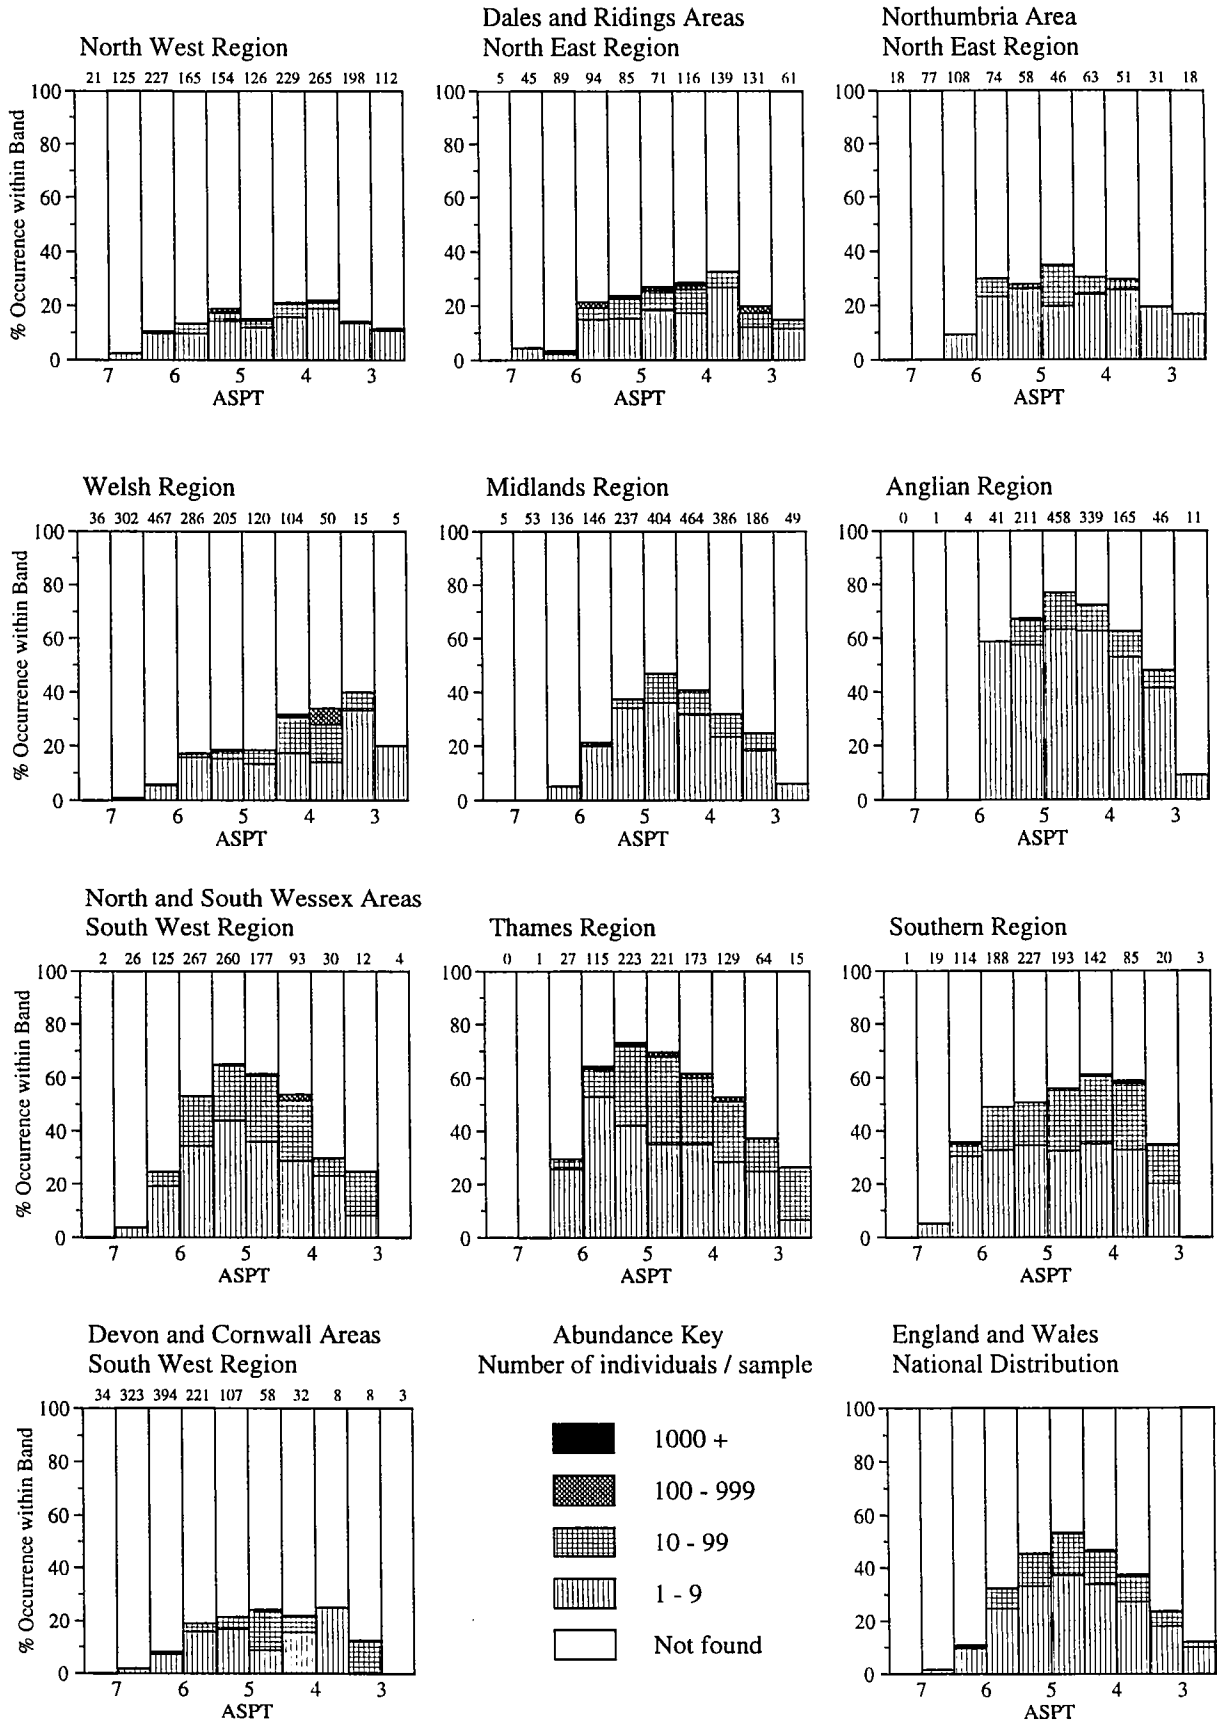 North West Region
21 125 227 165 154 126 229 265 198 112
100
80
60
40
20
0
% Occurrence within Band
7 6 5 4 3
ASPT
Dales and Ridings Areas
North East Region
5 45 89 94 85 71 116 139 131 61
100
80
60
40
20
0
7 6 5 4 3
ASPT
Northumbria Area
North East Region
18 77 108 74 58 46 63 51 31 18
100
80
60
40
20
0
7 6 5 4 3
ASPT
Welsh Region
36 302 467 286 205 120 104 50 15 5
100
80
60
40
20
0
% Occurrence within Band
7 6 5 4 3
ASPT
Midlands Region
5 53 136 146 237 404 464 386 186 49
100
80
60
40
20
0
7 6 5 4 3
ASPT
Anglian Region
0 1 4 41 211 458 339 165 46 11
100
80
60
40
20
0
7 6 5 4 3
ASPT
North and South Wessex Areas
South West Region
2 26 125 267 260 177 93 30 12 4
100
80
60
40
20
0
% Occurrence within Band
7 6 5 4 3
ASPT
Thames Region
0 1 27 115 223 221 173 129 64 15
100
80
60
40
20
0
7 6 5 4 3
ASPT
Southern Region
1 19 114 188 227 193 142 85 20 3
100
80
60
40
20
0
7 6 5 4 3
ASPT
Devon and Cornwall Areas
South West Region
34 323 394 221 107 58 32 8 8 3
100
80
60
40
20
0
% Occurrence within Band
7 6 5 4 3
ASPT
Abundance Key
Number of individuals / sample
1000 +
100 - 999
10 - 99
1 - 9
Not found
England and Wales
National Distribution
100
80
60
40
20
0
7 6 5 4 3
ASPT